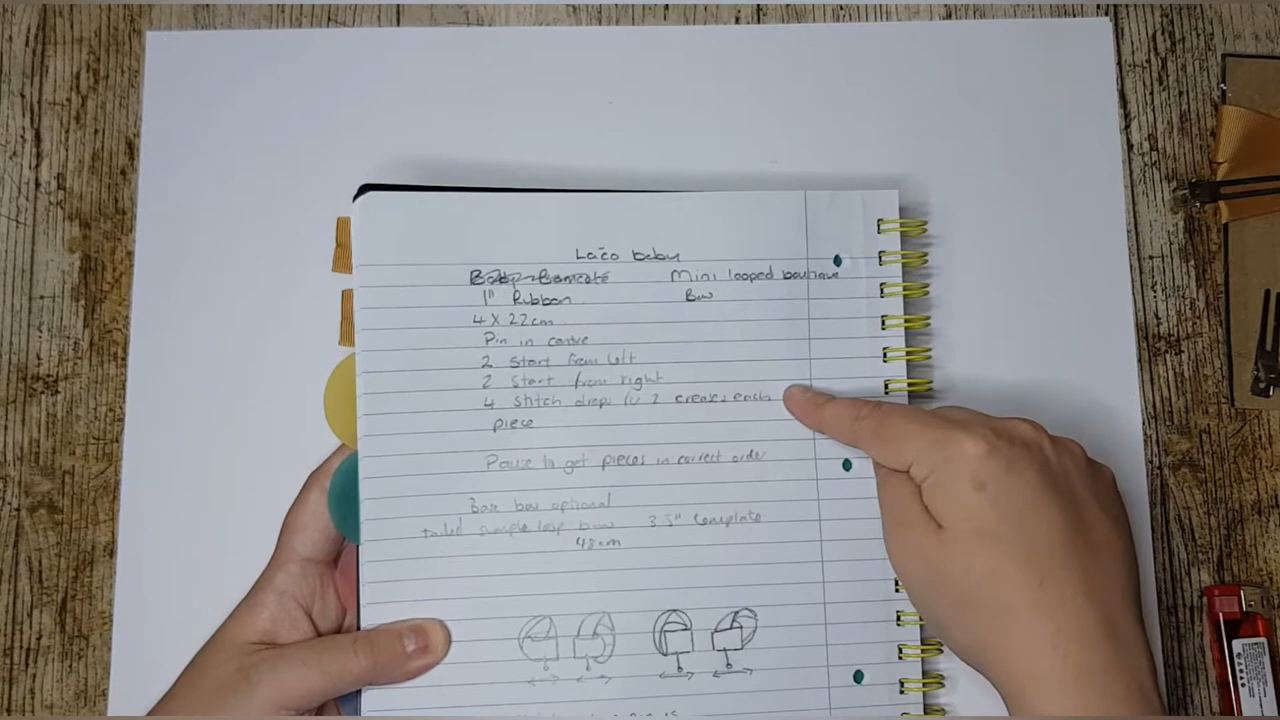 Laço baby
Mini looped boutique
1" Ribbon Bow
4 x 22cm
Pin in centre
2 Start from left
2 Start from right
4 stitch drops 2 creases each
piece
Pause to get pieces in correct order
Base bow optional
tailed simple loop bow 3.5" template
48cm